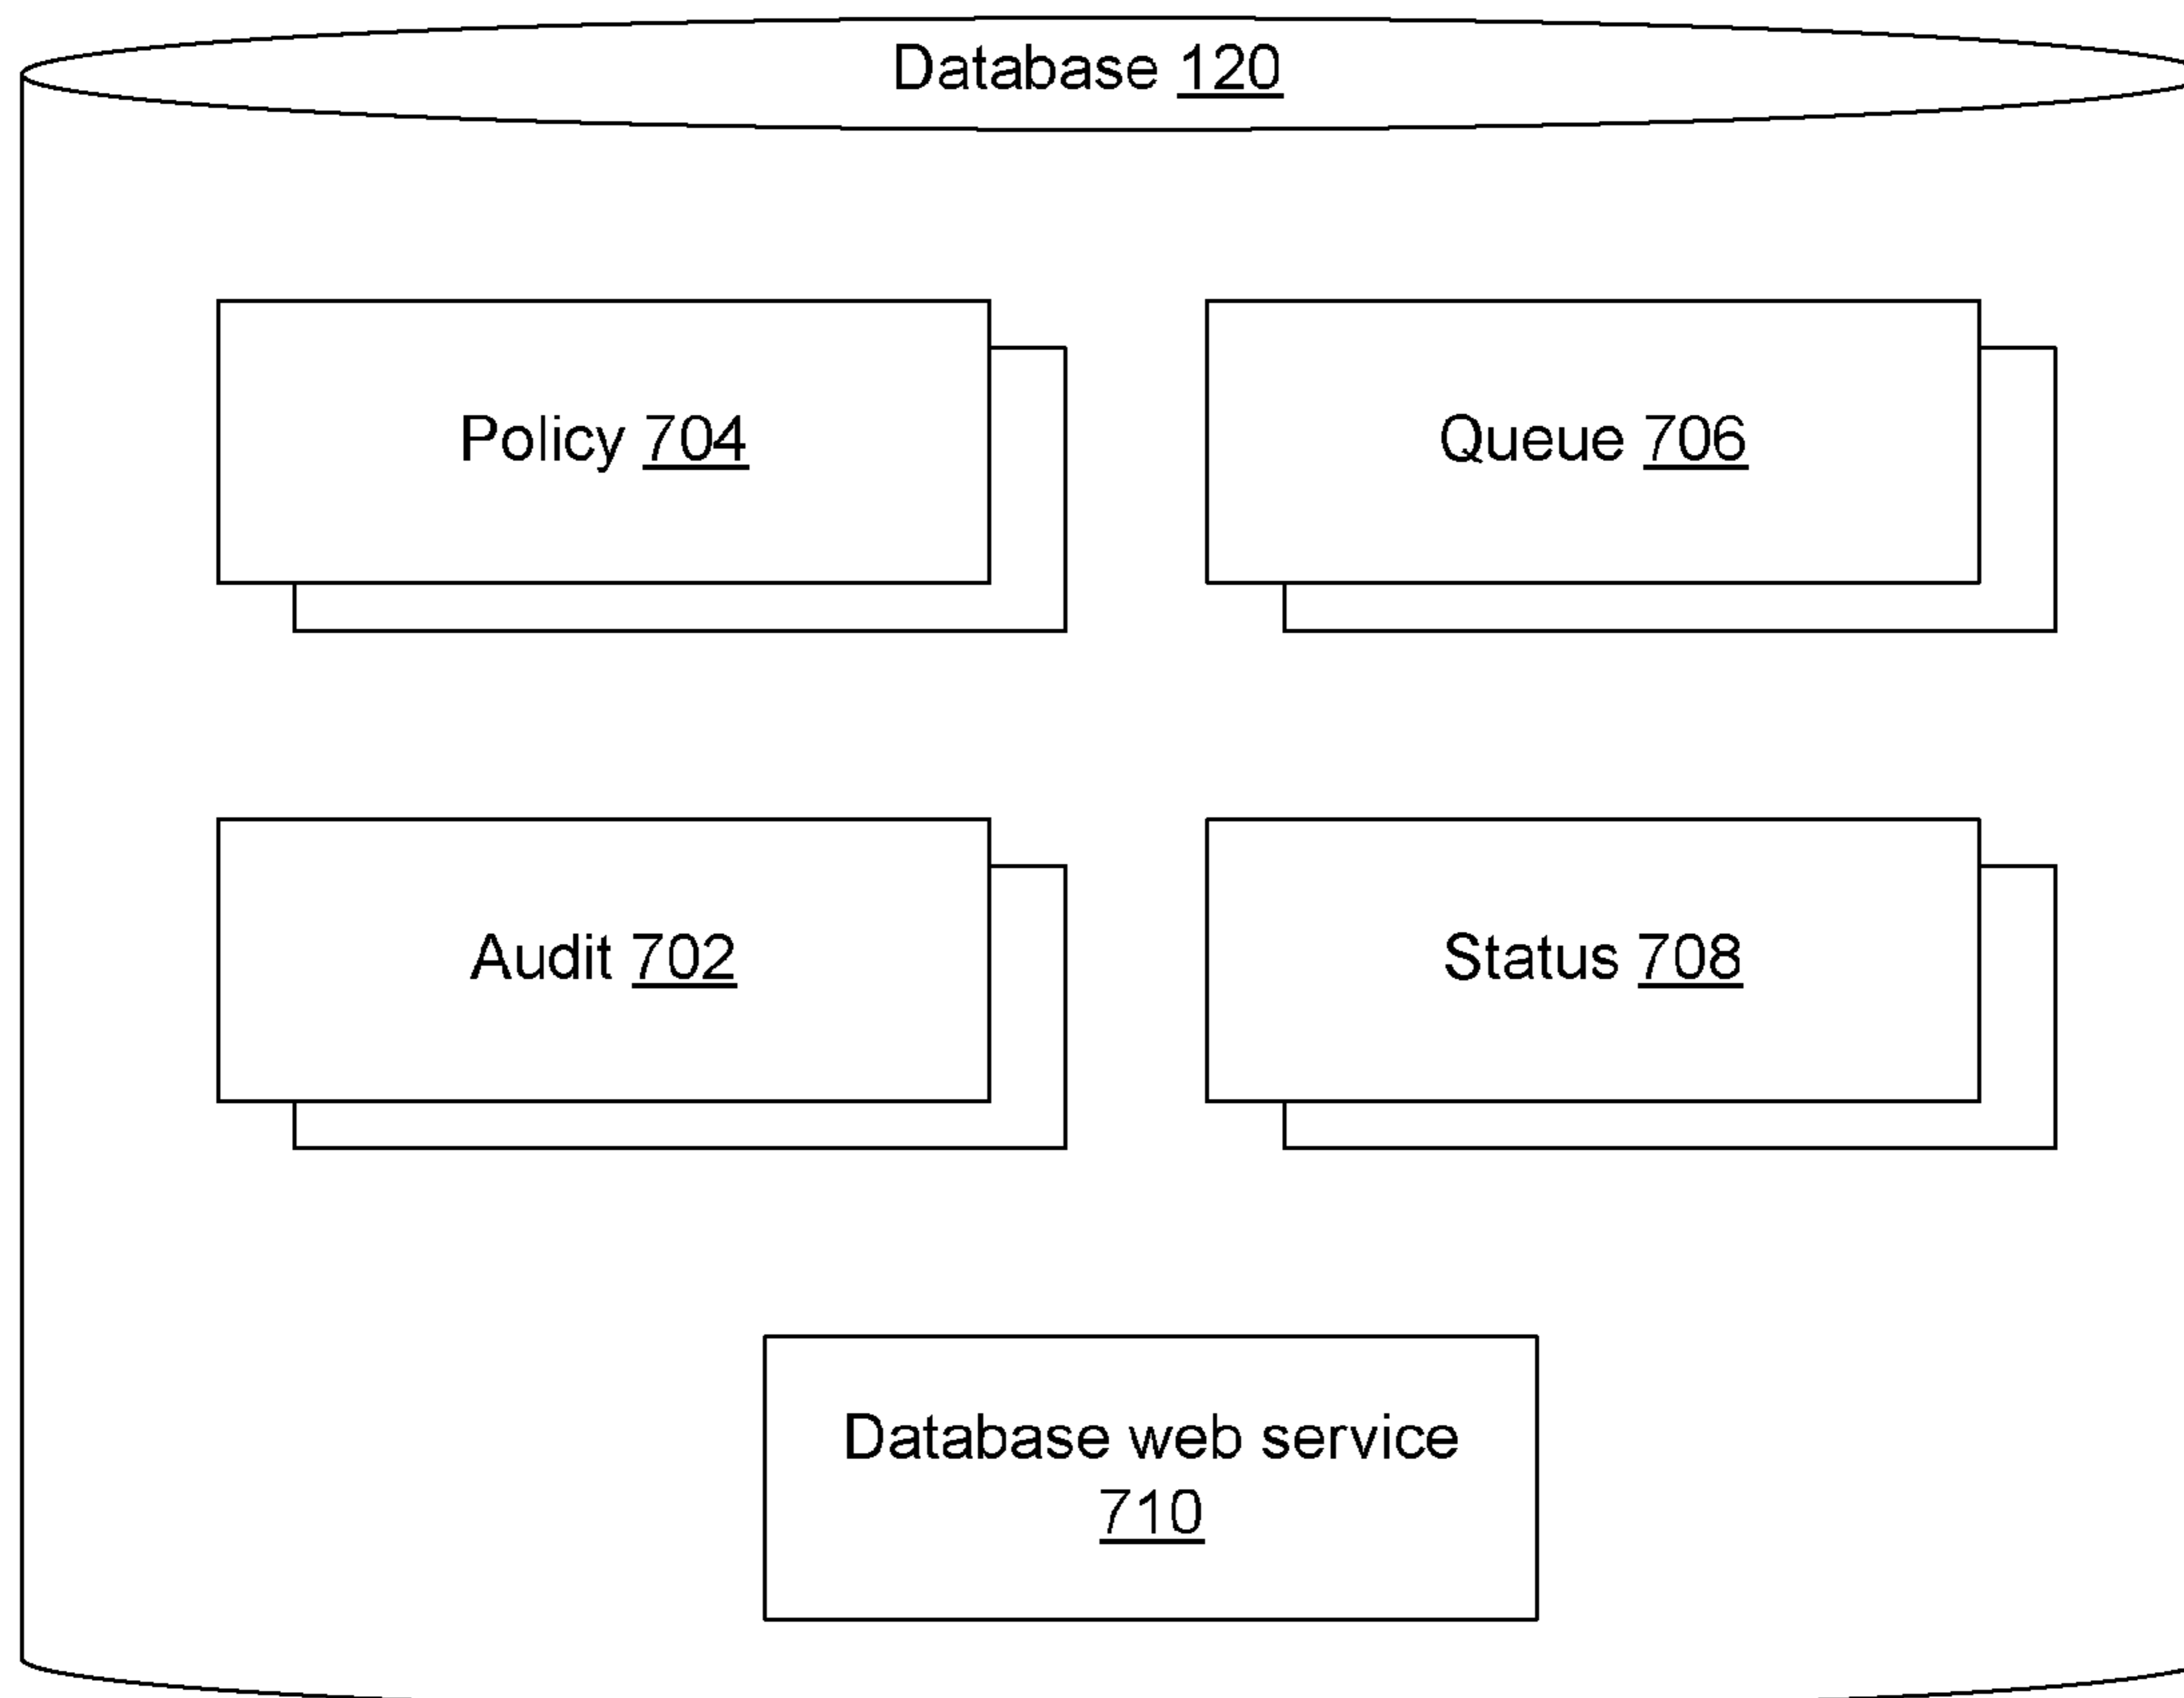 Database 120
Policy 704
Queue 706
Audit 702
Status 708
Database web service
710